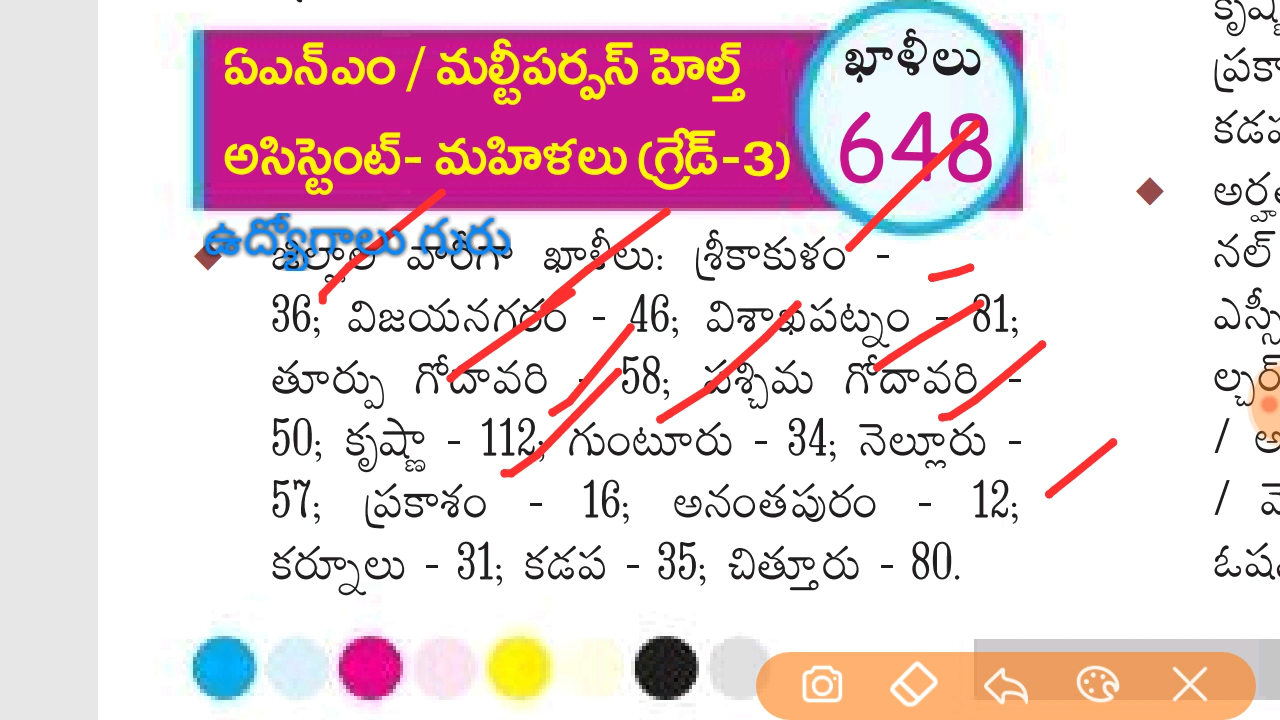 ఏఎన్ఎం / మల్టీపర్పస్ హెల్త్
అసిస్టెంట్- మహిళలు (గ్రేడ్-3)
ఖాళీలు
648
ఉద్యోగాలు గురు
జిల్లాల వారీగా ఖాళీలు: శ్రీకాకుళం -
36; విజయనగరం - 46; విశాఖపట్నం - 81;
తూర్పు గోదావరి - 58; పశ్చిమ గోదావరి -
50; కృష్ణా - 112; గుంటూరు - 34; నెల్లూరు -
57; ప్రకాశం - 16; అనంతపురం - 12;
కర్నూలు - 31; కడప - 35; చిత్తూరు - 80.
నల్
/
/